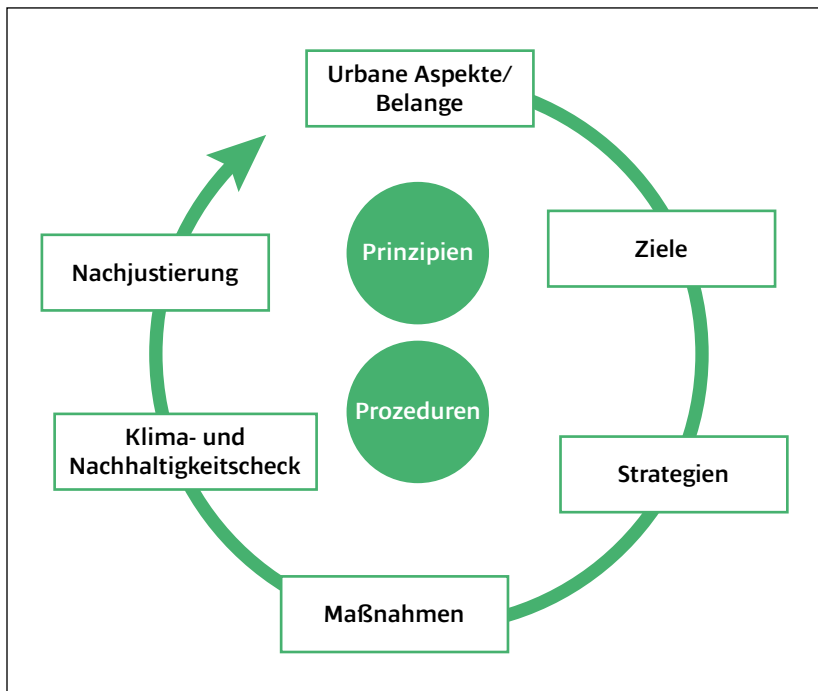 Urbane Aspekte/
Belange
Ziele
Strategien
Maßnahmen
Klima- und
Nachhaltigkeitscheck
Nachjustierung
Prinzipien
Prozeduren